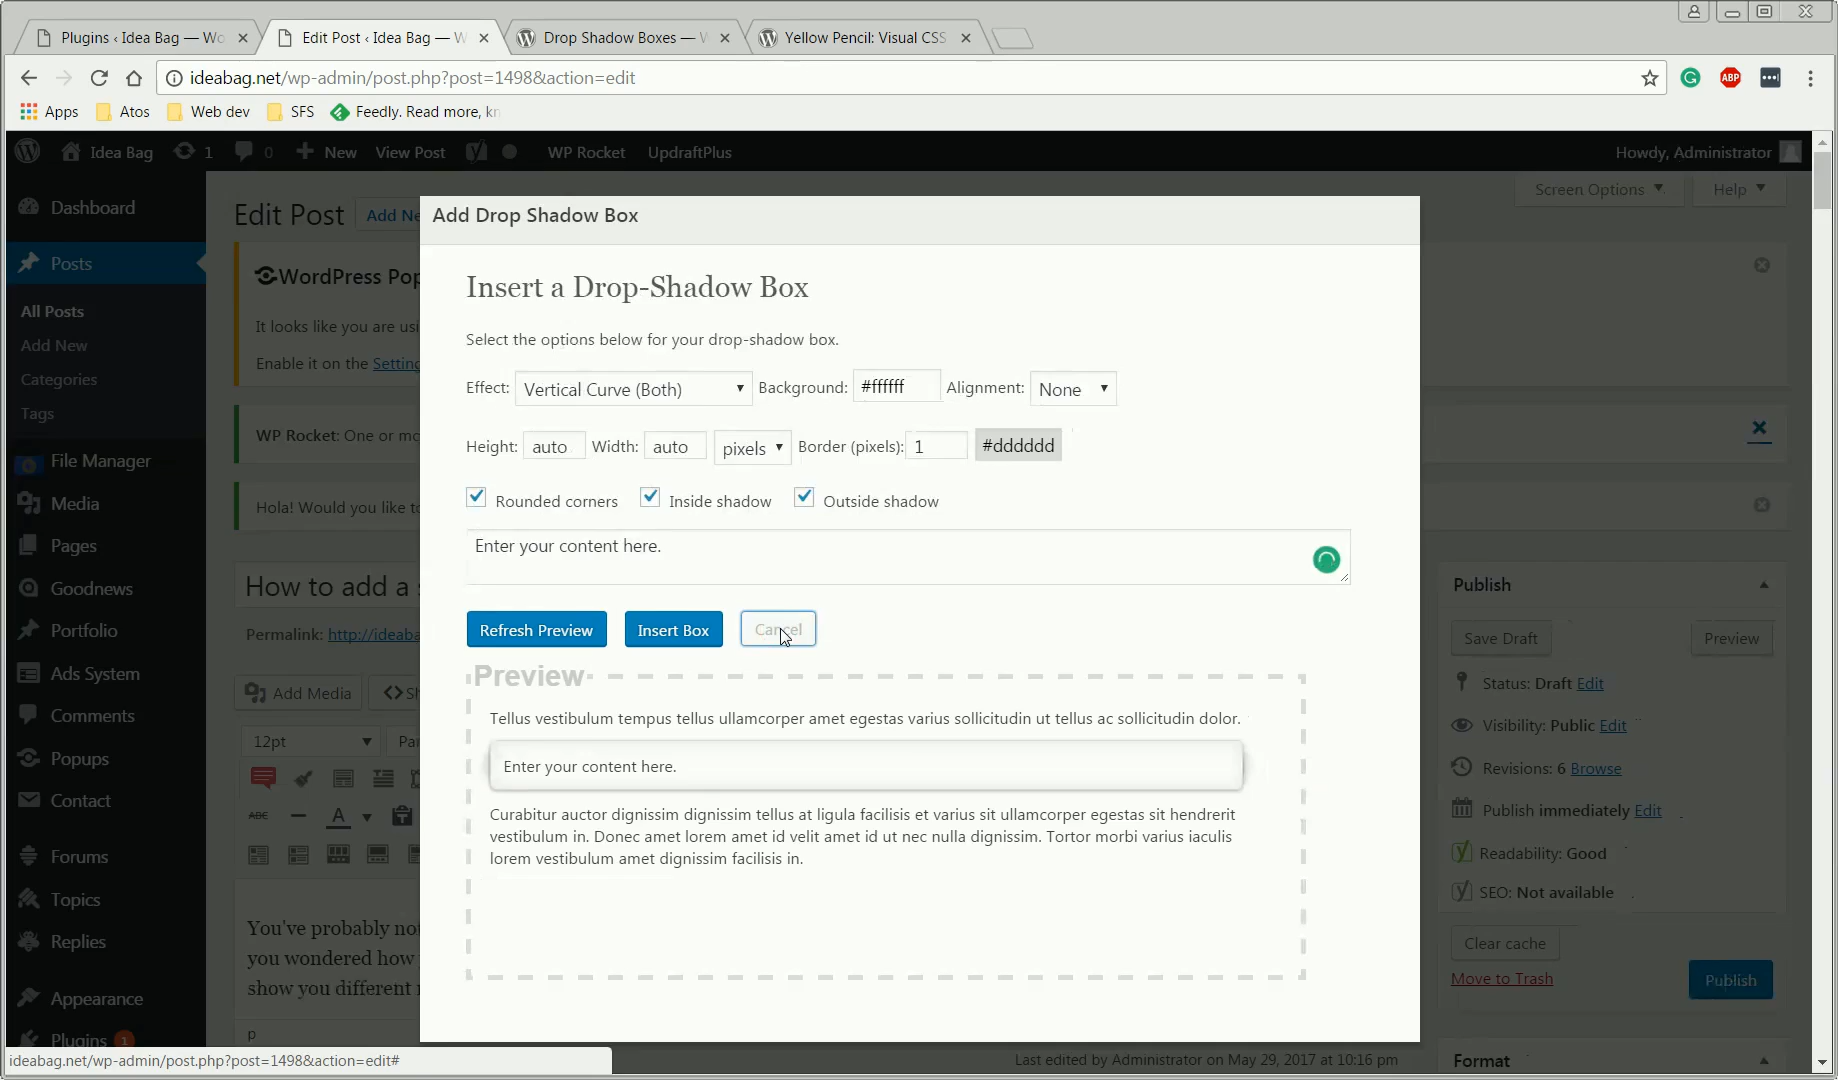 Plugins ‹ Idea Bag — Wo
Edit Post ‹ Idea Bag — W
Drop Shadow Boxes — W
Yellow Pencil: Visual CSS
ideabag.net/wp-admin/post.php?post=1498&action=edit
ABP
Apps
Atos
Web dev
SFS
Feedly. Read more, kn
Idea Bag
1
0
New
View Post
WP Rocket
UpdraftPlus
Howdy, Administrator
Screen Options
Help
Dashboard
Posts
All Posts
Add New
Categories
Tags
File Manager
Media
Pages
Goodnews
Portfolio
Ads System
Comments
Popups
Contact
Forums
Topics
Replies
Appearance
Plugins 1
Edit Post
Add Ne
WordPress Pop
It looks like you are usi
Enable it on the Setting
WP Rocket: One or mo
Hola! Would you like to
How to add a s
Permalink: http://ideaba
Add Media
Sh
12pt
Par
ABC
A
You've probably not
you wondered how
show you different r
p
Add Drop Shadow Box
Insert a Drop-Shadow Box
Select the options below for your drop-shadow box.
Effect: Vertical Curve (Both) Background: #ffffff Alignment: None
Height: auto Width: auto pixels Border (pixels): 1 #dddddd
Rounded corners Inside shadow Outside shadow
Enter your content here.
Refresh Preview Insert Box Cancel
Preview
Tellus vestibulum tempus tellus ullamcorper amet egestas varius sollicitudin ut tellus ac sollicitudin dolor.
Enter your content here.
Curabitur auctor dignissim dignissim tellus at ligula facilisis et varius sit ullamcorper egestas sit hendrerit
vestibulum in. Donec amet lorem amet id velit amet id ut nec nulla dignissim. Tortor morbi varius iaculis
lorem vestibulum amet dignissim facilisis in.
Publish
Save Draft Preview
Status: Draft Edit
Visibility: Public Edit
Revisions: 6 Browse
Publish immediately Edit
Readability: Good
SEO: Not available
Clear cache
Move to Trash
Publish
Format
Last edited by Administrator on May 29, 2017 at 10:16 pm
ideabag.net/wp-admin/post.php?post=1498&action=edit#